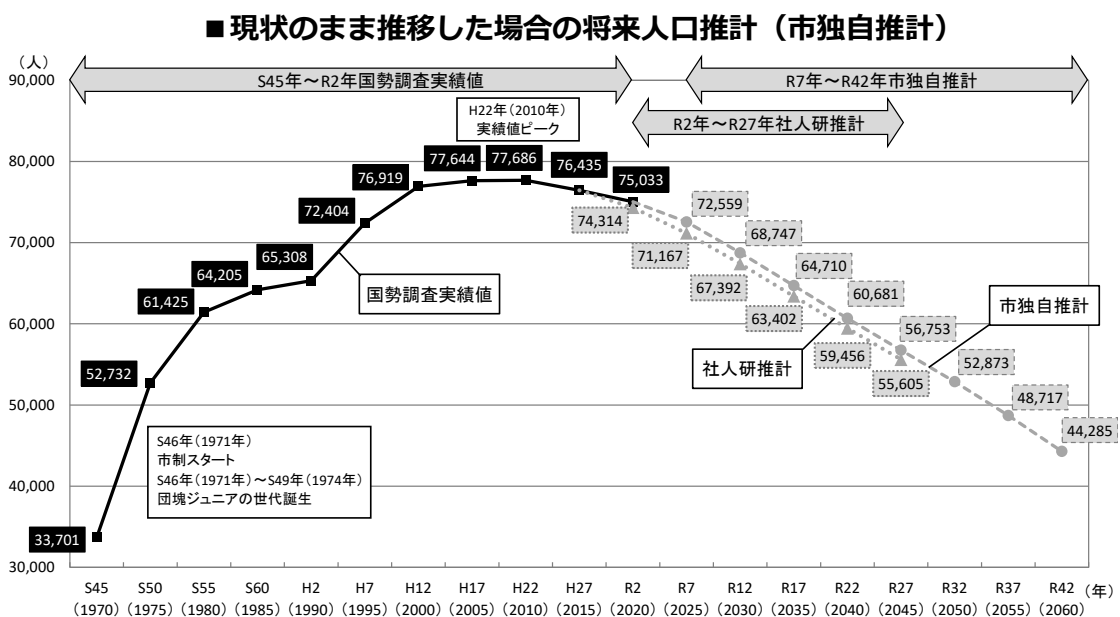 ■現状のまま推移した場合の将来人口推計（市独自推計）
（人）
90,000
80,000
70,000
60,000
50,000
40,000
30,000
S45年～R2年国勢調査実績値
R7年～R42年市独自推計
R2年～R27年社人研推計
H22年（2010年）
実績値ピーク
33,701
52,732
61,425
64,205
65,308
72,404
76,919
77,644
77,686
76,435
75,033
74,314
71,167
67,392
63,402
59,456
55,605
72,559
68,747
64,710
60,681
56,753
52,873
48,717
44,285
国勢調査実績値
社人研推計
市独自推計
S46年（1971年）
市制スタート
S46年（1971年）～S49年（1974年）
団塊ジュニアの世代誕生
S45 S50 S55 S60 H2 H7 H12 H17 H22 H27 R2 R7 R12 R17 R22 R27 R32 R37 R42 （年）
（1970） （1975） （1980） （1985） （1990） （1995） （2000） （2005） （2010） （2015） （2020） （2025） （2030） （2035） （2040） （2045） （2050） （2055） （2060）